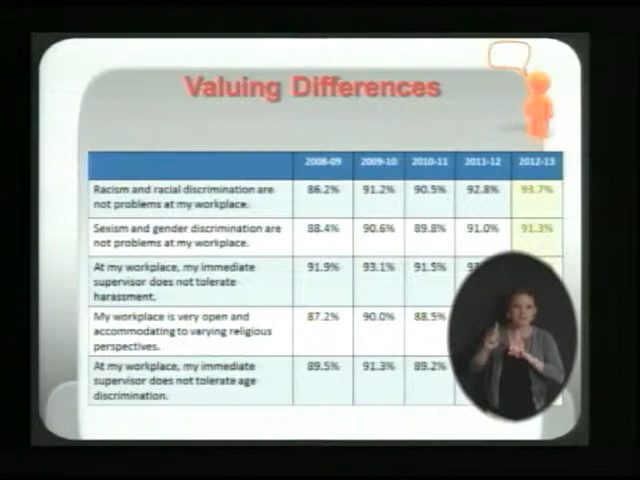 Valuing Differences
2008-09 2009-10 2010-11 2011-12 2012-13
Racism and racial discrimination are
not problems at my workplace.
86.2% 91.2% 90.5% 92.8% 93.7%
Sexism and gender discrimination are
not problems at my workplace.
88.4% 90.6% 89.8% 91.0% 91.3%
At my workplace, my immediate
supervisor does not tolerate
harassment.
91.9% 93.1% 91.5%
My workplace is very open and
accommodating to varying religious
perspectives.
87.2% 90.0% 88.5%
At my workplace, my immediate
supervisor does not tolerate age
discrimination.
89.5% 91.3% 89.2%